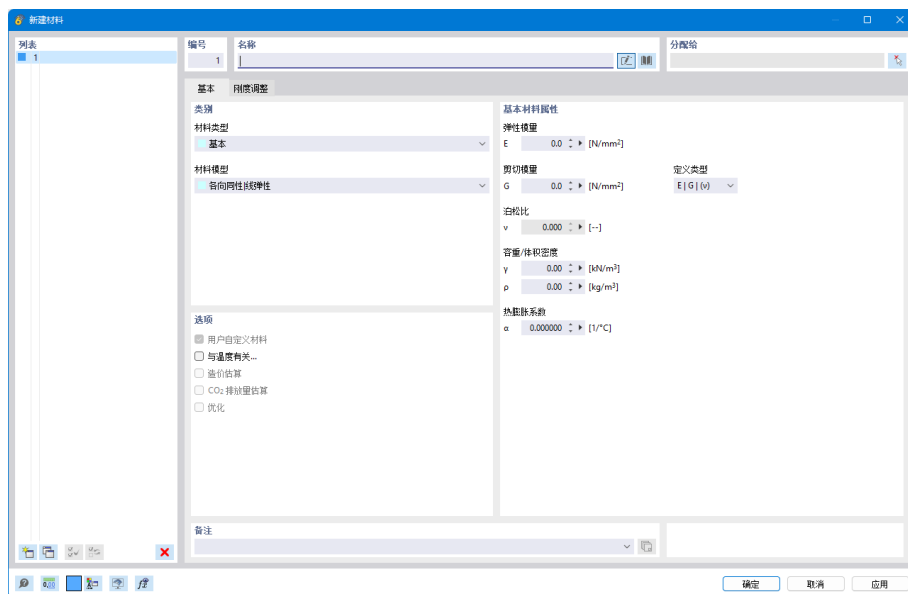 新建材料
列表
1
编号
1
名称
分配给
基本
刚度调整
类别
材料类型
基本
材料模型
各向同性|线弹性
选项
用户自定义材料
与温度有关...
造价估算
CO₂ 排放量估算
优化
基本材料属性
弹性模量
E 0.0 [N/mm²]
剪切模量
G 0.0 [N/mm²]
定义类型
E | G | (ν)
泊松比
ν 0.000 [--]
容重/体积密度
γ 0.00 [kN/m³]
ρ 0.00 [kg/m³]
热膨胀系数
α 0.000000 [1/°C]
备注
确定
取消
应用